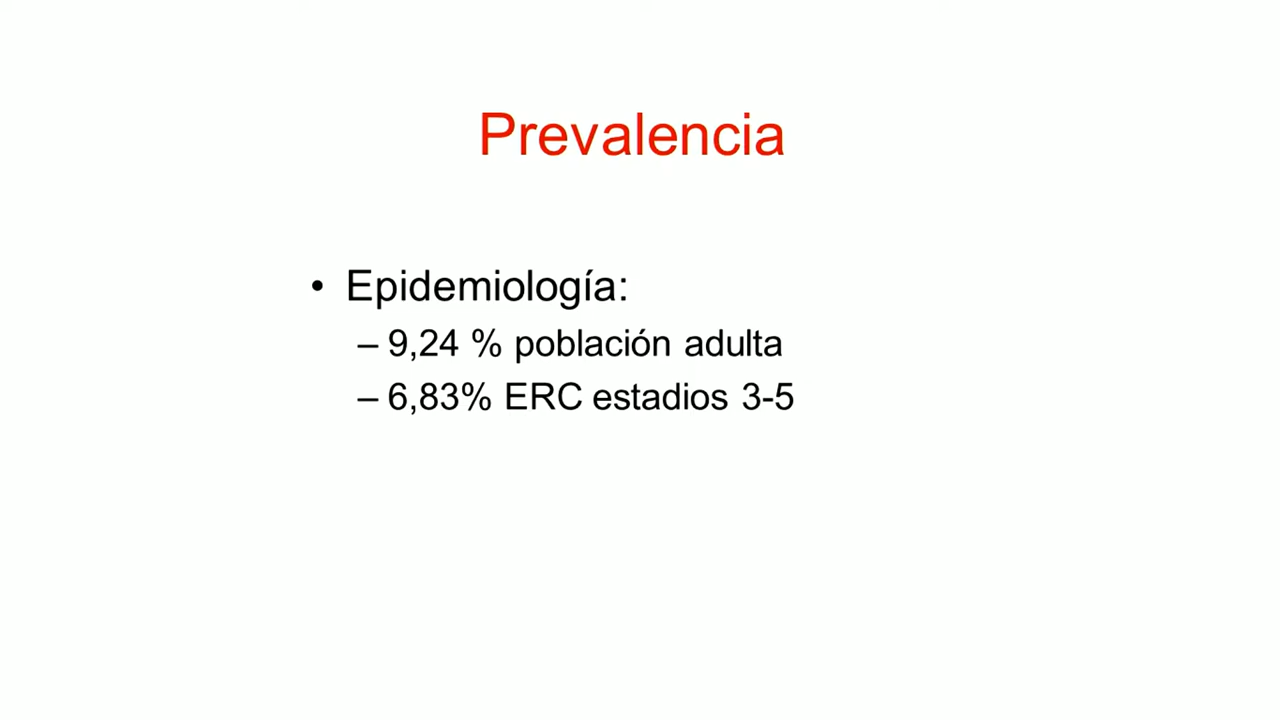 Prevalencia
• Epidemiología:
– 9,24 % población adulta
– 6,83% ERC estadios 3-5